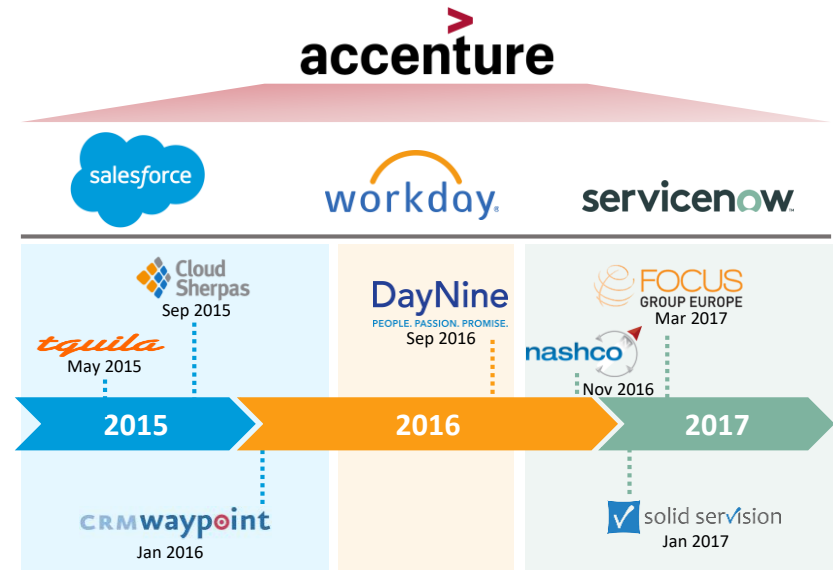 accenture
salesforce
workday
servicenow
Cloud
Sherpas
Sep 2015
tquila
May 2015
DayNine
PEOPLE. PASSION. PROMISE.
Sep 2016
FOCUS
GROUP EUROPE
Mar 2017
nashco
Nov 2016
2015
2016
2017
CRMwaypoint
Jan 2016
solid servision
Jan 2017